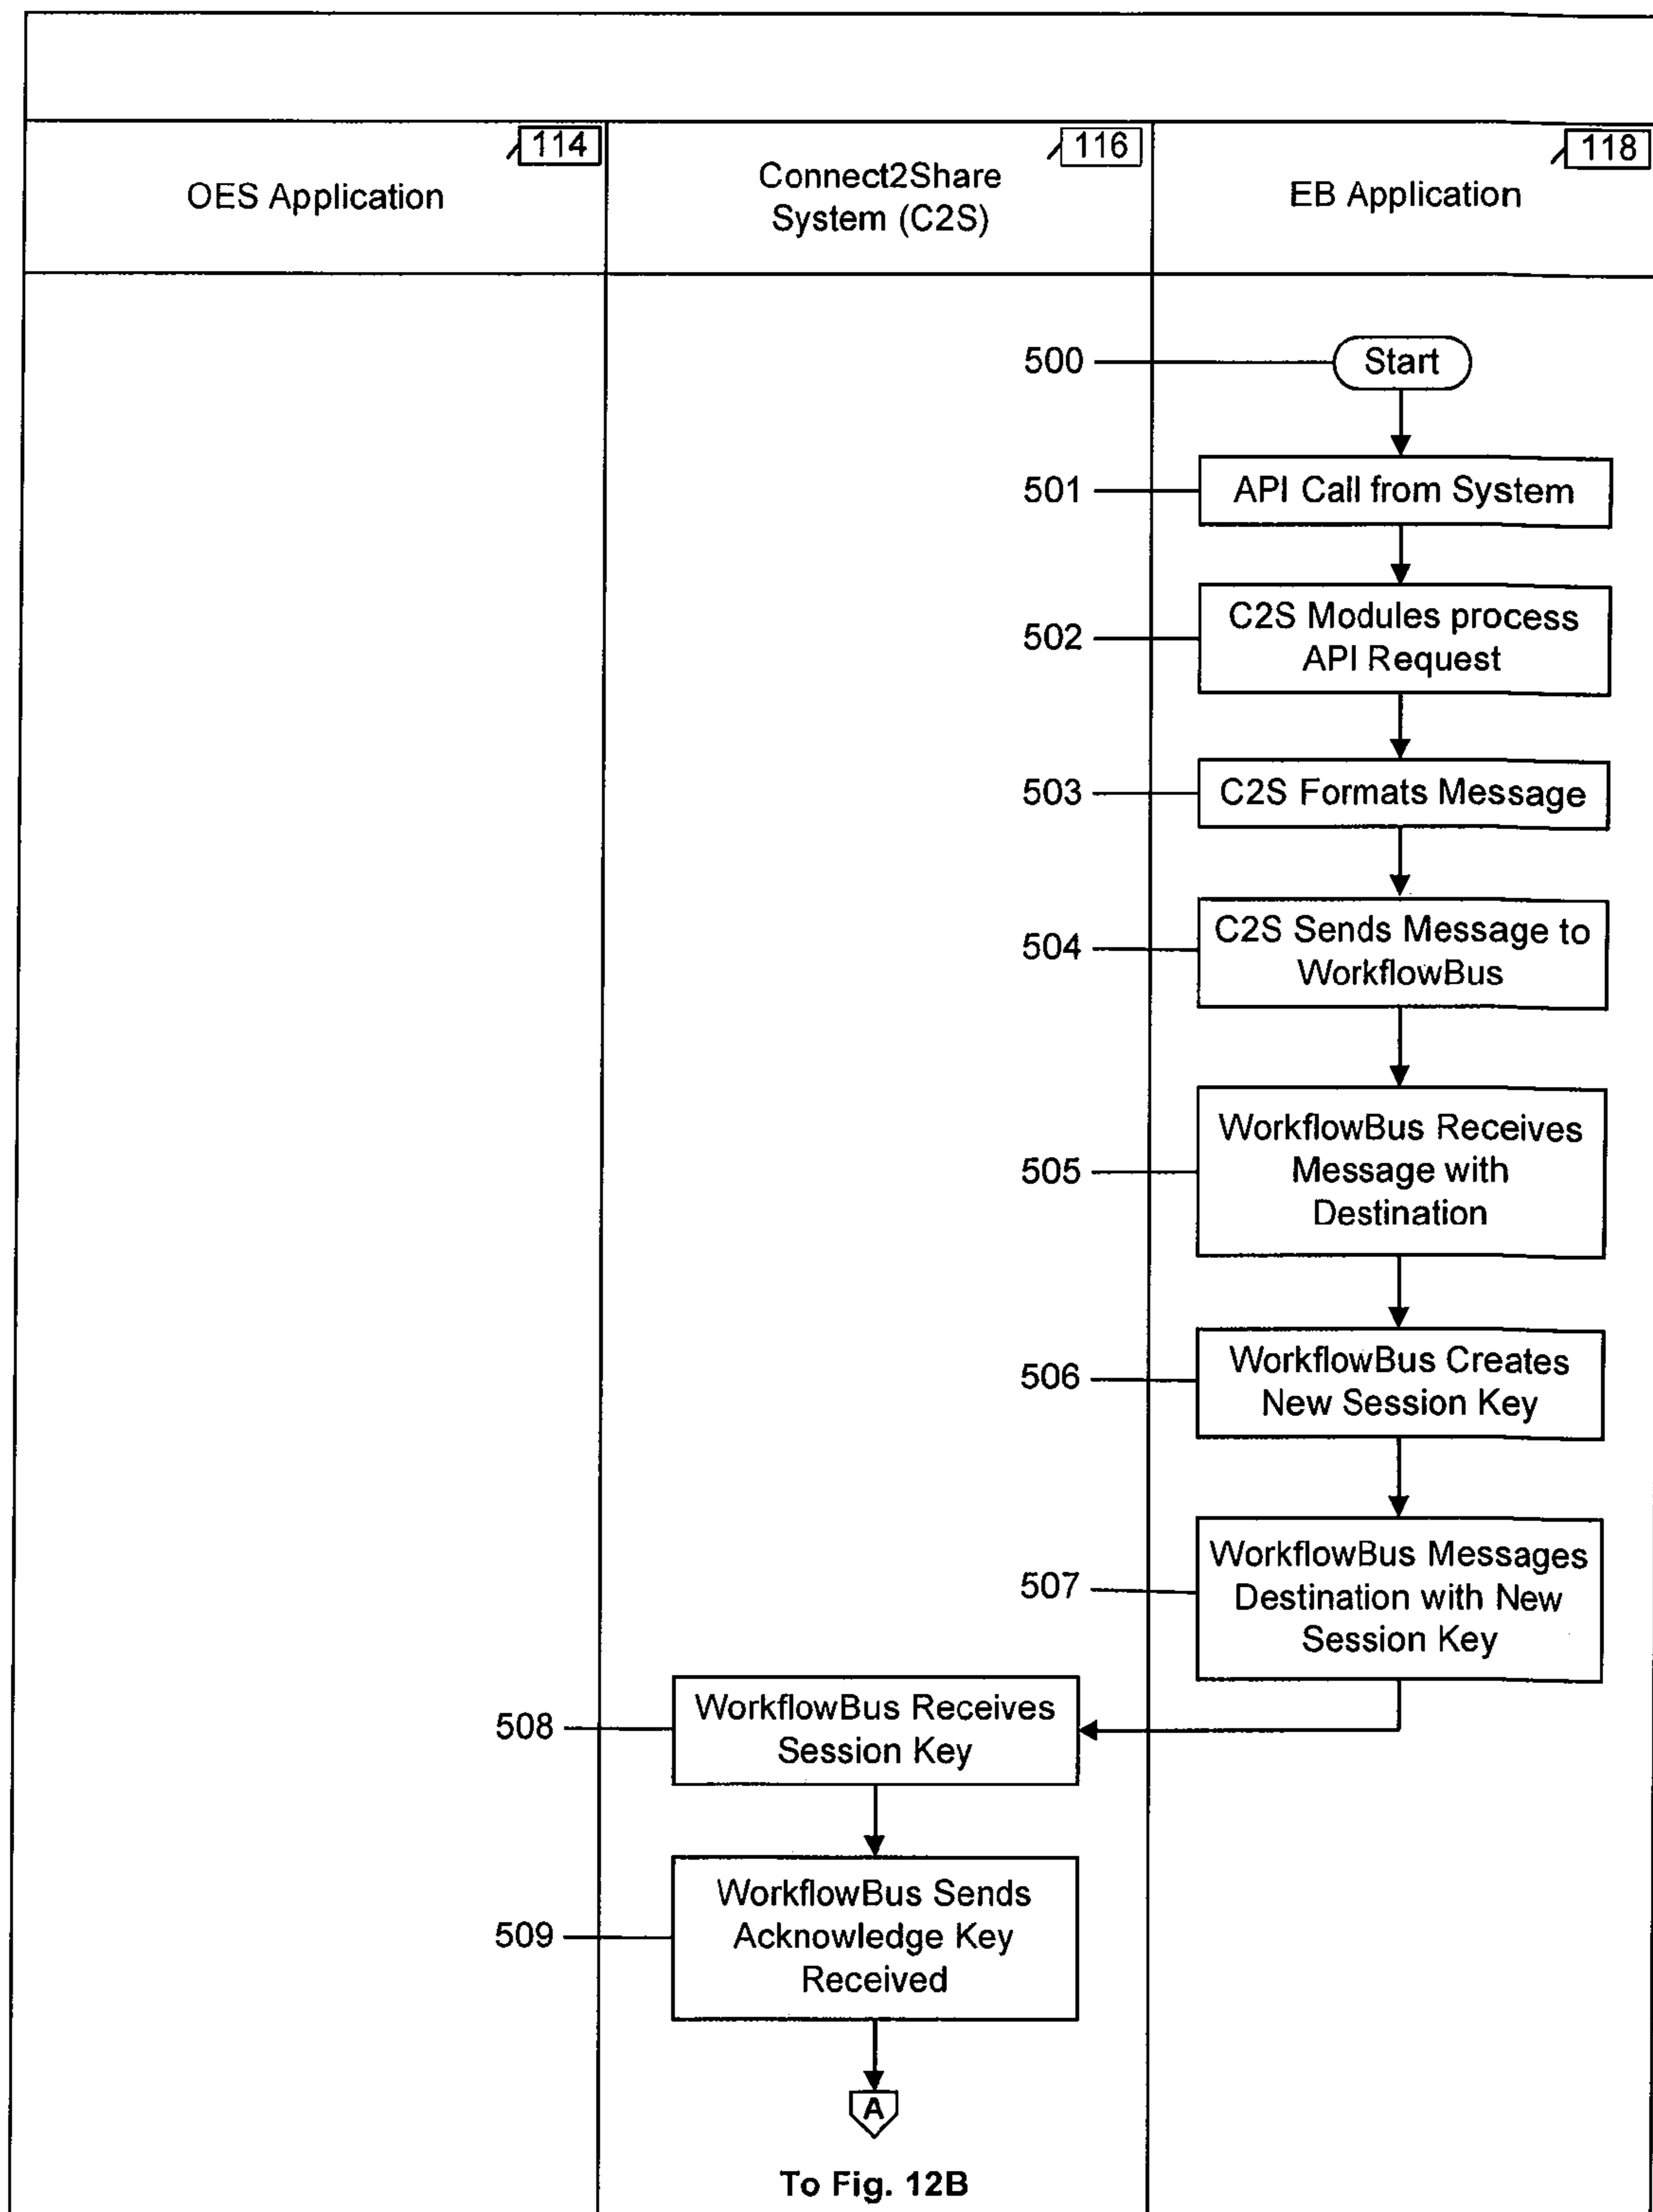 114
OES Application
116
Connect2Share
System (C2S)
118
EB Application
500
Start
501
API Call from System
502
C2S Modules process
API Request
503
C2S Formats Message
504
C2S Sends Message to
WorkflowBus
505
WorkflowBus Receives
Message with
Destination
506
WorkflowBus Creates
New Session Key
507
WorkflowBus Messages
Destination with New
Session Key
508
WorkflowBus Receives
Session Key
509
WorkflowBus Sends
Acknowledge Key
Received
A
To Fig. 12B